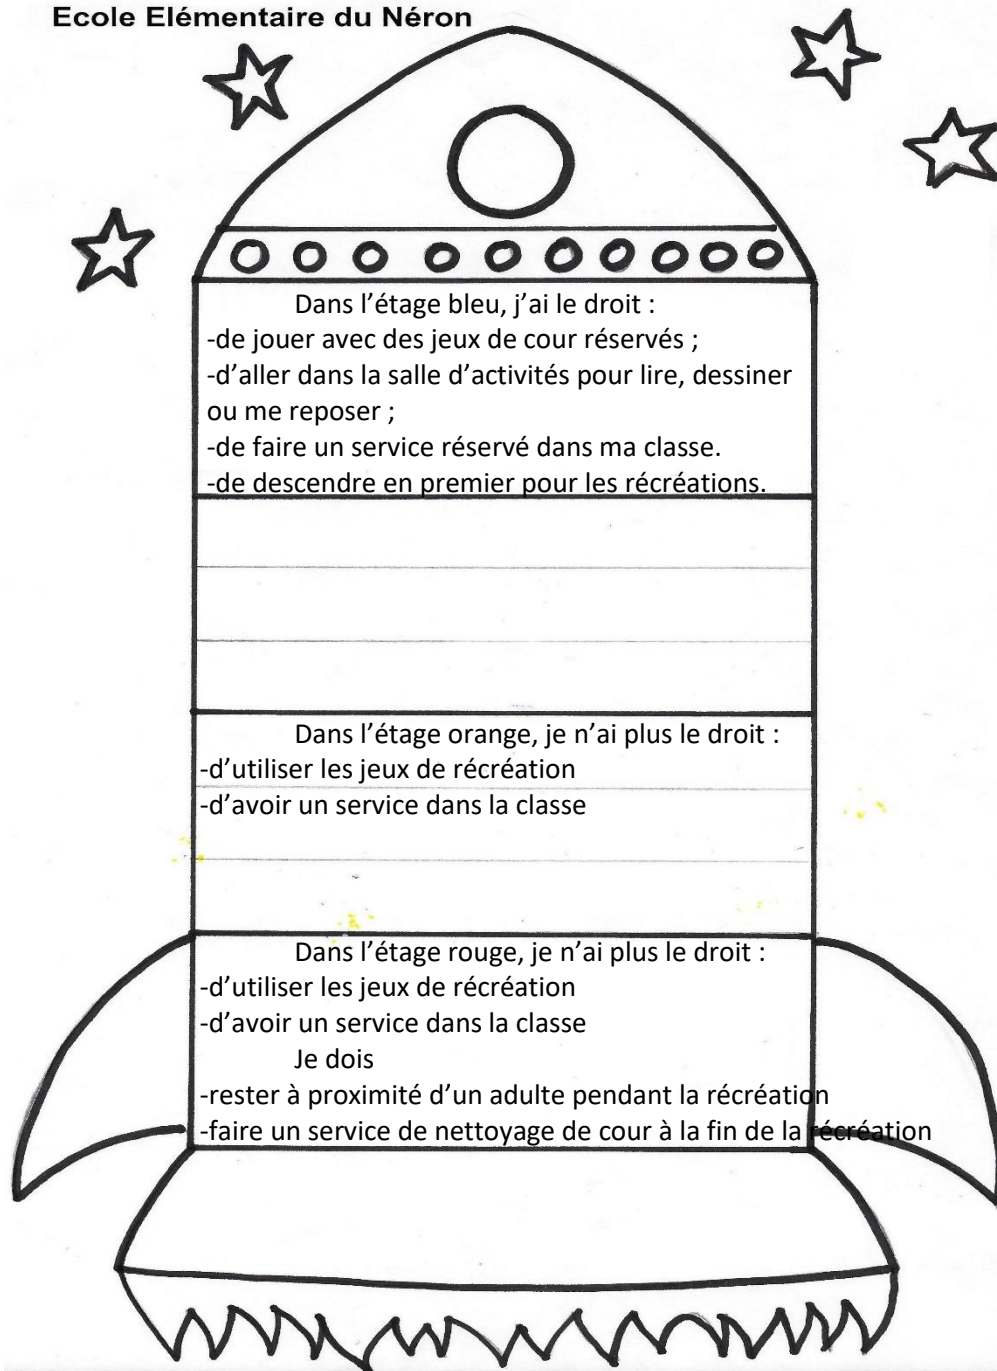 Ecole Elémentaire du Néron
Dans l’étage bleu, j’ai le droit :
-de jouer avec des jeux de cour réservés ;
-d’aller dans la salle d’activités pour lire, dessiner
ou me reposer ;
-de faire un service réservé dans ma classe.
-de descendre en premier pour les récréations.
Dans l’étage orange, je n’ai plus le droit :
-d’utiliser les jeux de récréation
-d’avoir un service dans la classe
Dans l’étage rouge, je n’ai plus le droit :
-d’utiliser les jeux de récréation
-d’avoir un service dans la classe
Je dois
-rester à proximité d’un adulte pendant la récréation
-faire un service de nettoyage de cour à la fin de la récréation